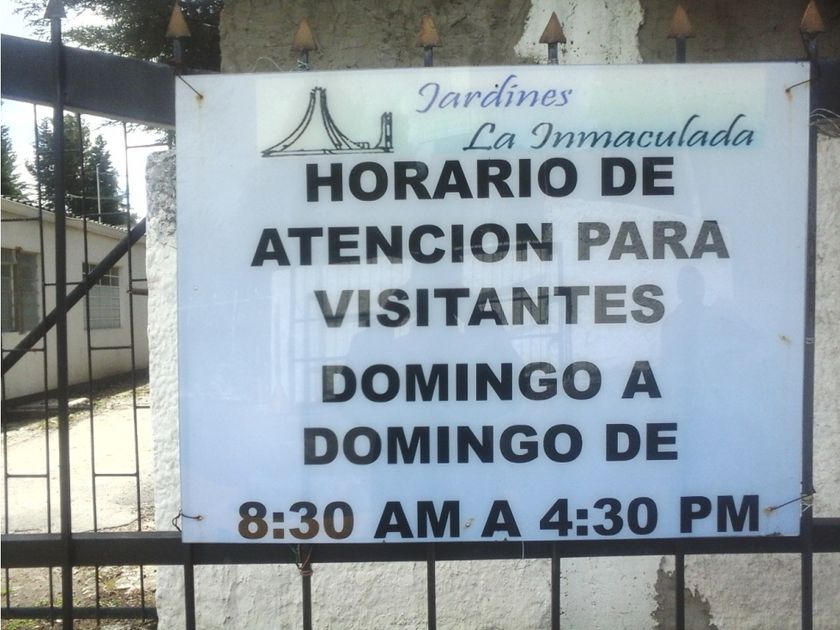 Jardines
La Inmaculada
HORARIO DE
ATENCION PARA
VISITANTES
DOMINGO A
DOMINGO DE
8:30 AM A 4:30 PM